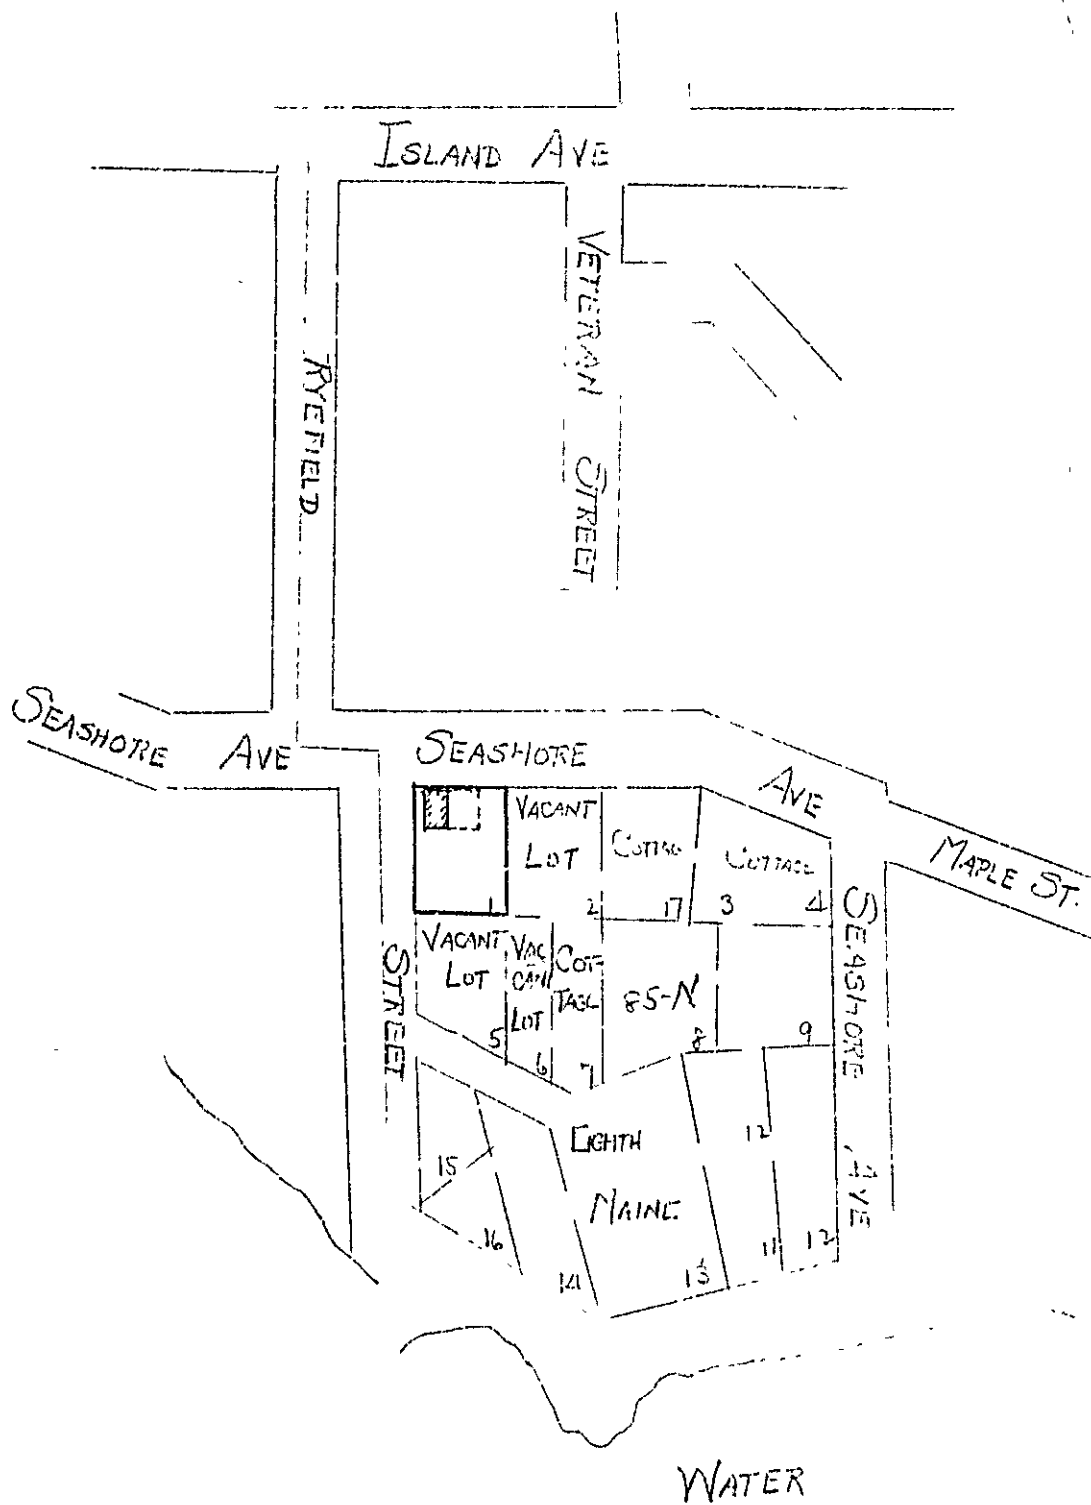 ISLAND AVE
VETERAN STREET
RYEFIELD
SEASHORE AVE
SEASHORE
AVE
MAPLE ST.
VACANT
LOT
COTTAGE
1
2
17
3
4
VACANT
LOT
VAC
CAN
LOT
COT-
TAGE
85-N
5
6
7
8
9
STREET
SEASHORE AVE
EIGHTH
MAINE
12
15
16
14
13
11
12
WATER